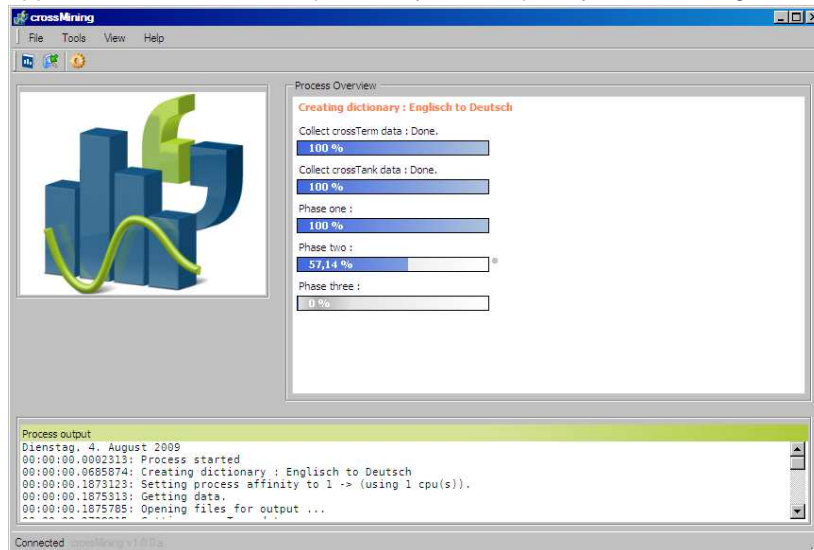 crossMining
File Tools View Help
Process Overview
Creating dictionary : Englisch to Deutsch
Collect crossTerm data : Done.
100 %
Collect crossTank data : Done.
100 %
Phase one :
100 %
Phase two :
57,14 %
Phase three :
0 %
Process output
Dienstag, 4. August 2009
00:00:00.0002313: Process started
00:00:00.0685874: Creating dictionary : Englisch to Deutsch
00:00:00.1873123: Setting process affinity to 1 -> (using 1 cpu(s)).
00:00:00.1875313: Getting data.
00:00:00.1875785: Opening files for output ...
Connected crossMining v1.0.0.x